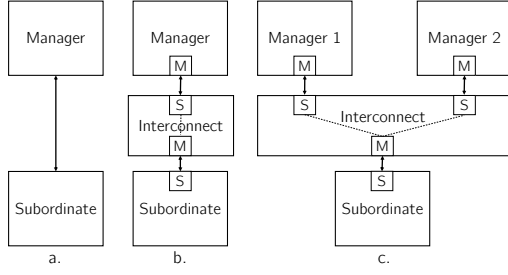 Manager
Subordinate
a.
Manager
M
S
Interconnect
M
S
Subordinate
b.
Manager 1
M
Manager 2
M
S
S
Interconnect
M
S
Subordinate
c.